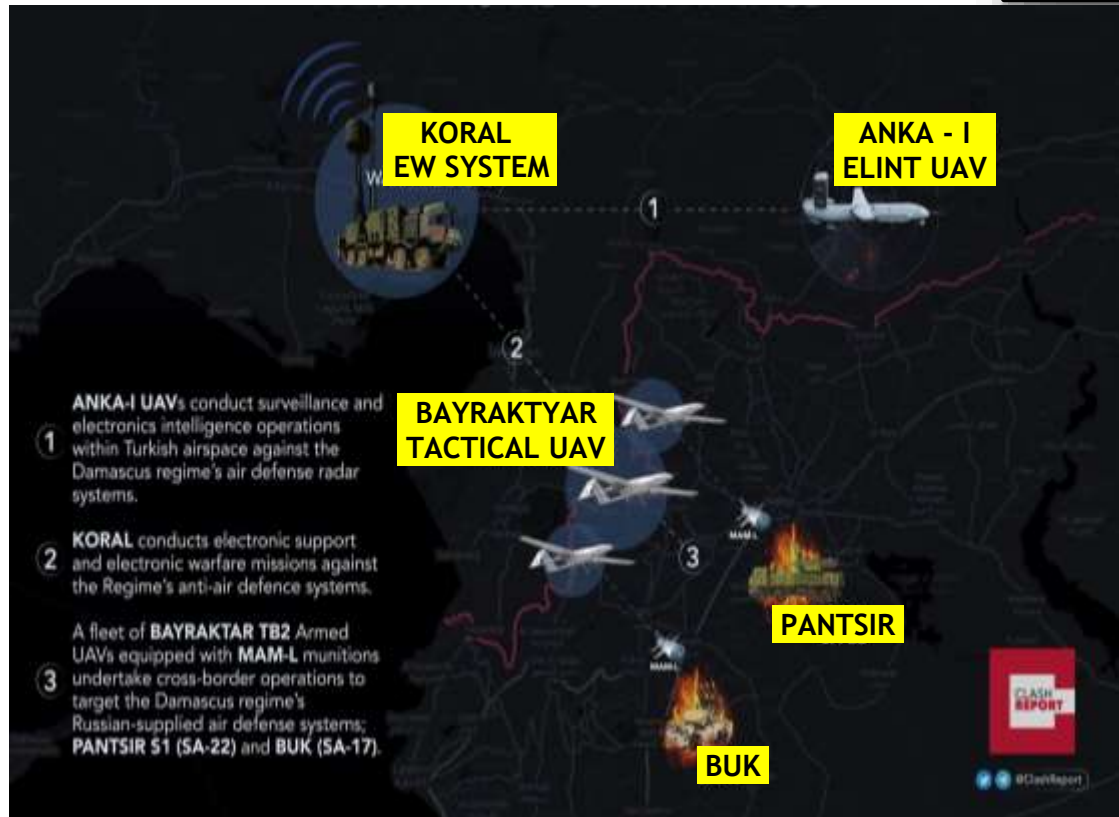 KORAL
EW SYSTEM
ANKA - I
ELINT UAV
1
2
BAYRAKTYAR
TACTICAL UAV
3
MAM-L
PANTSIR
MAM-L
BUK
1
ANKA-I UAVs conduct surveillance and
electronics intelligence operations
within Turkish airspace against the
Damascus regime's air defense radar
systems.
2
KORAL conducts electronic support
and electronic warfare missions against
the Regime's anti-air defence systems.
3
A fleet of BAYRAKTAR TB2 Armed
UAVs equipped with MAM-L munitions
undertake cross-border operations to
target the Damascus regime's
Russian-supplied air defense systems;
PANTSIR S1 (SA-22) and BUK (SA-17).
CLASH
REPORT
@ClashReport